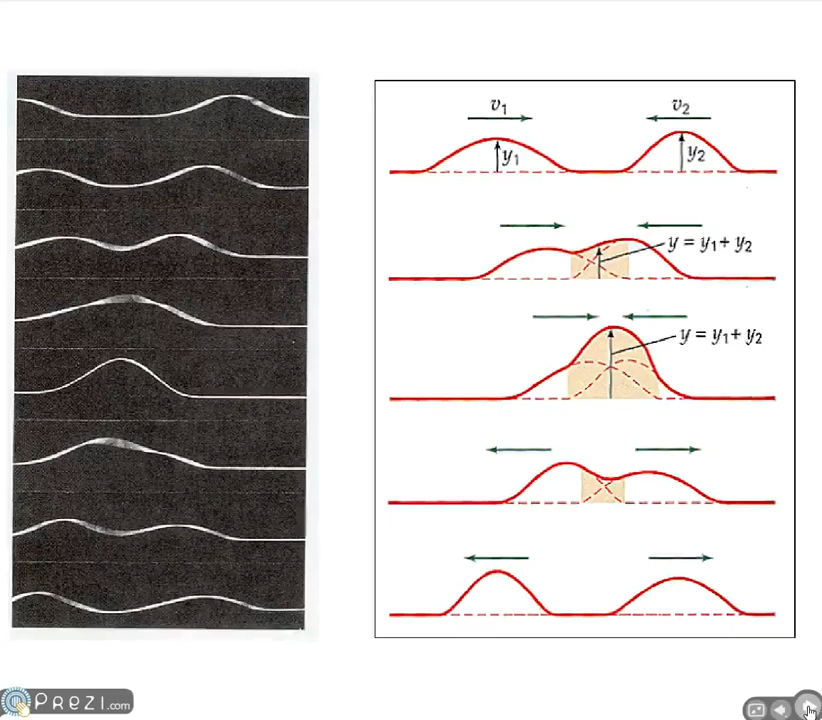 v₁ v₂
y₁ y₂
y = y₁ + y₂
y = y₁ + y₂
Prezi.com